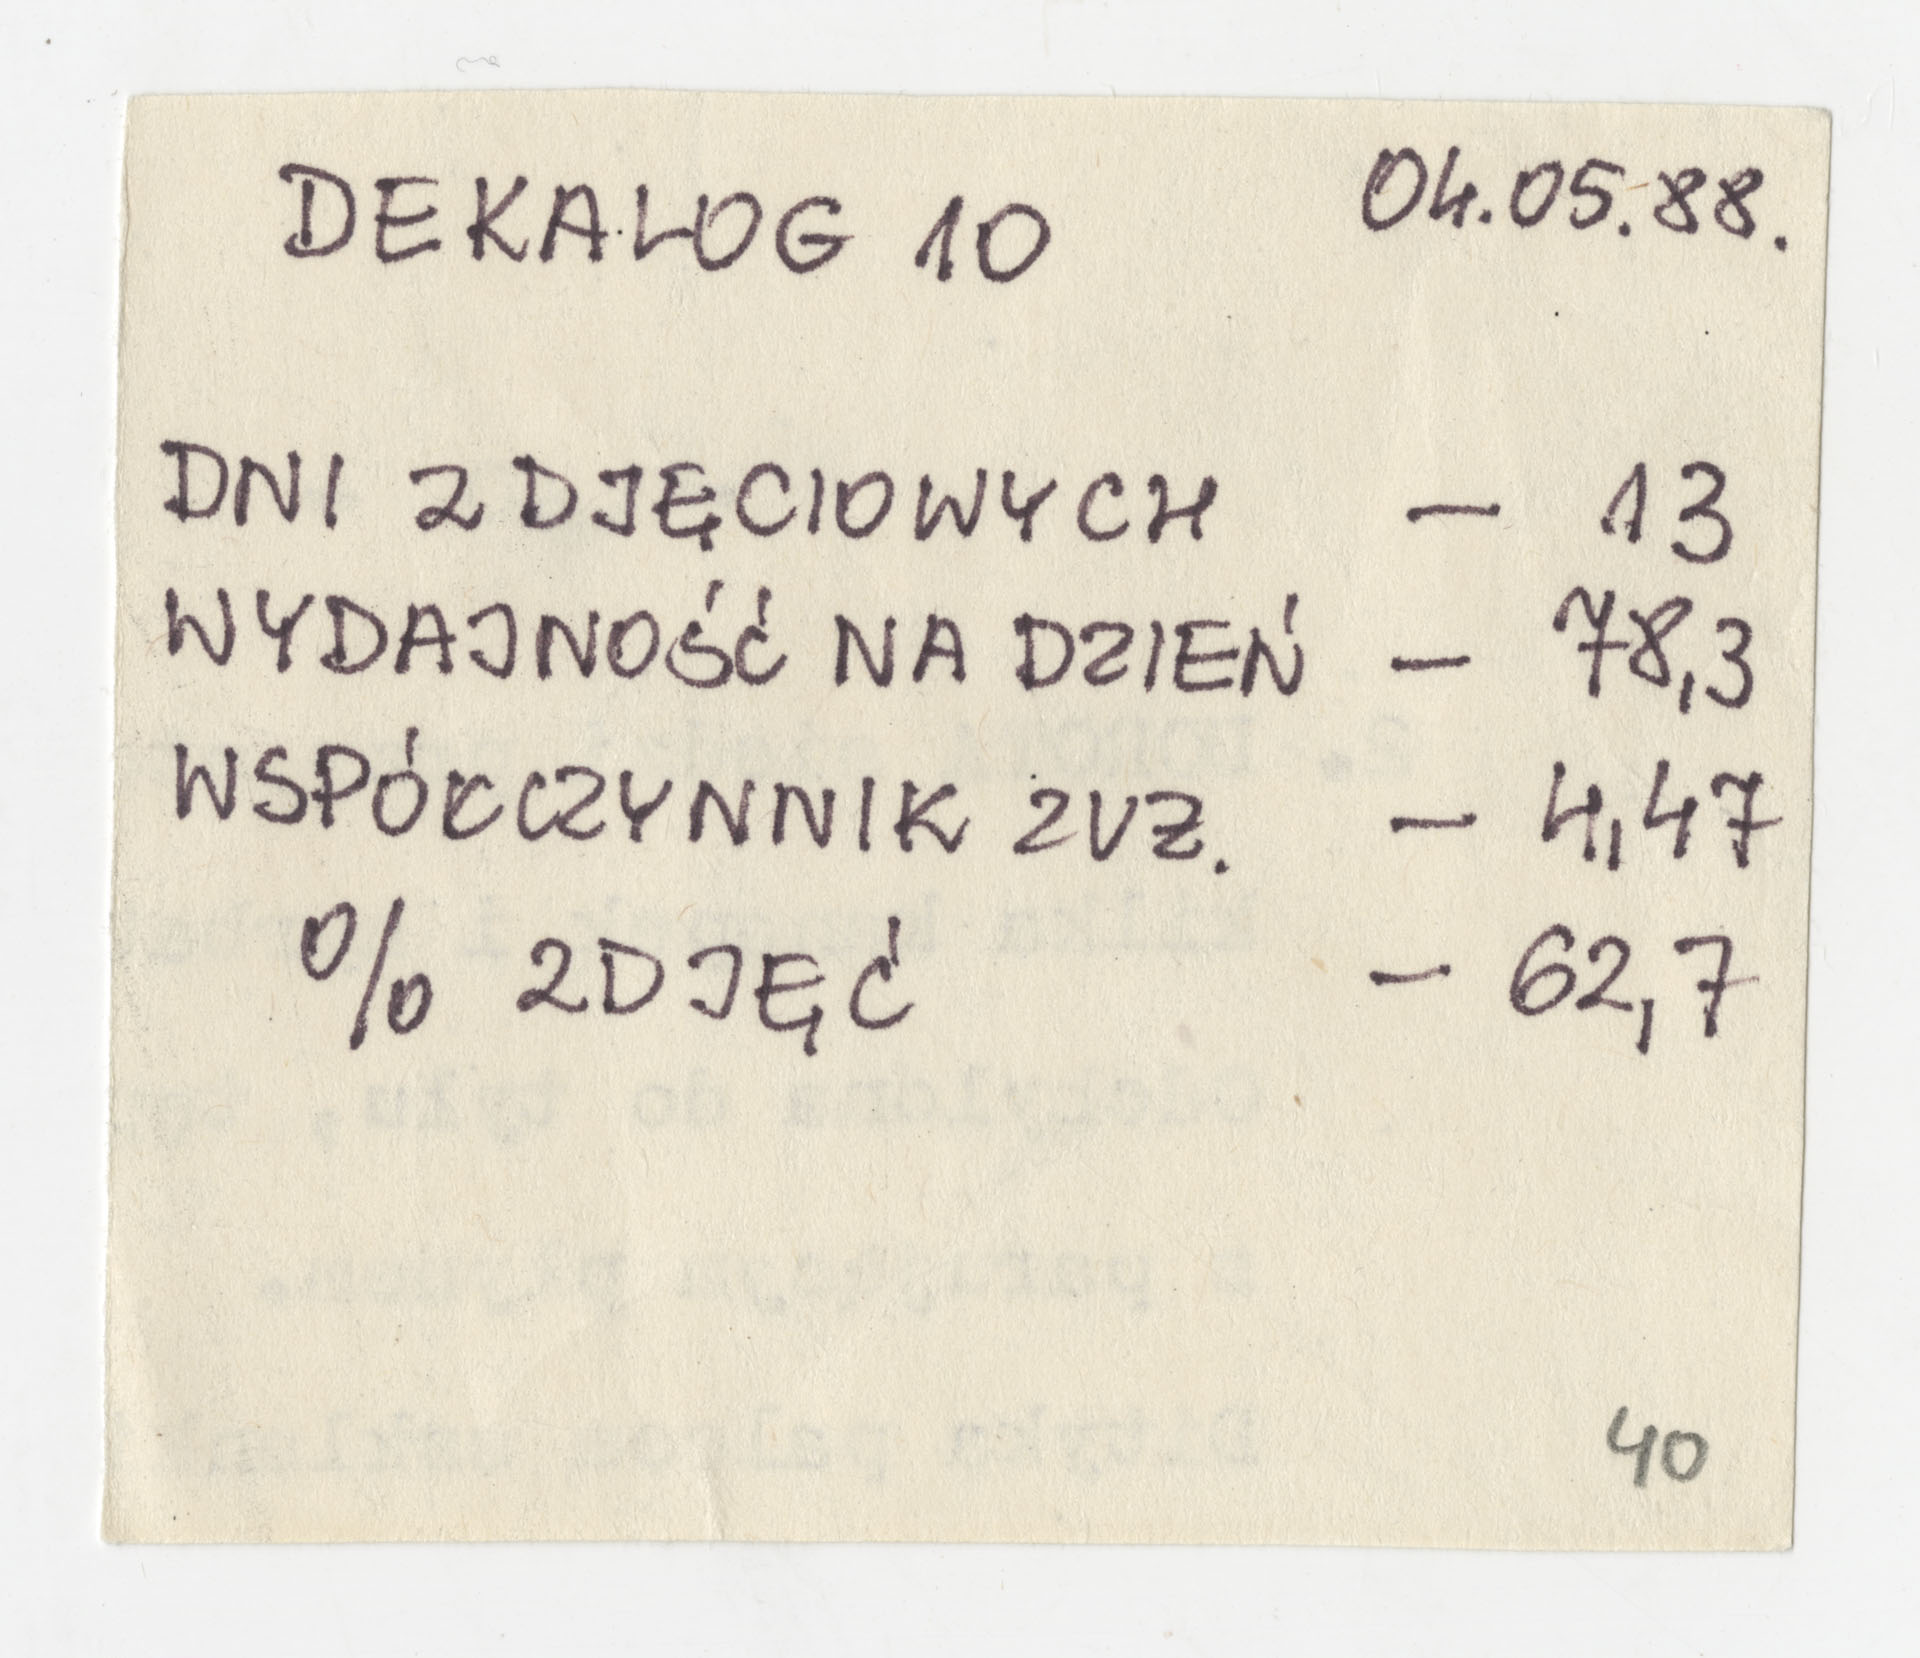 DEKALOG 10 04.05.88.
DNI ZDJĘCIOWYCH – 13
WYDAJNOŚĆ NA DZIEŃ – 78,3
WSPÓŁCZYNNIK ZUŻ. – 4,47
% ZDJĘĆ – 62,7
40